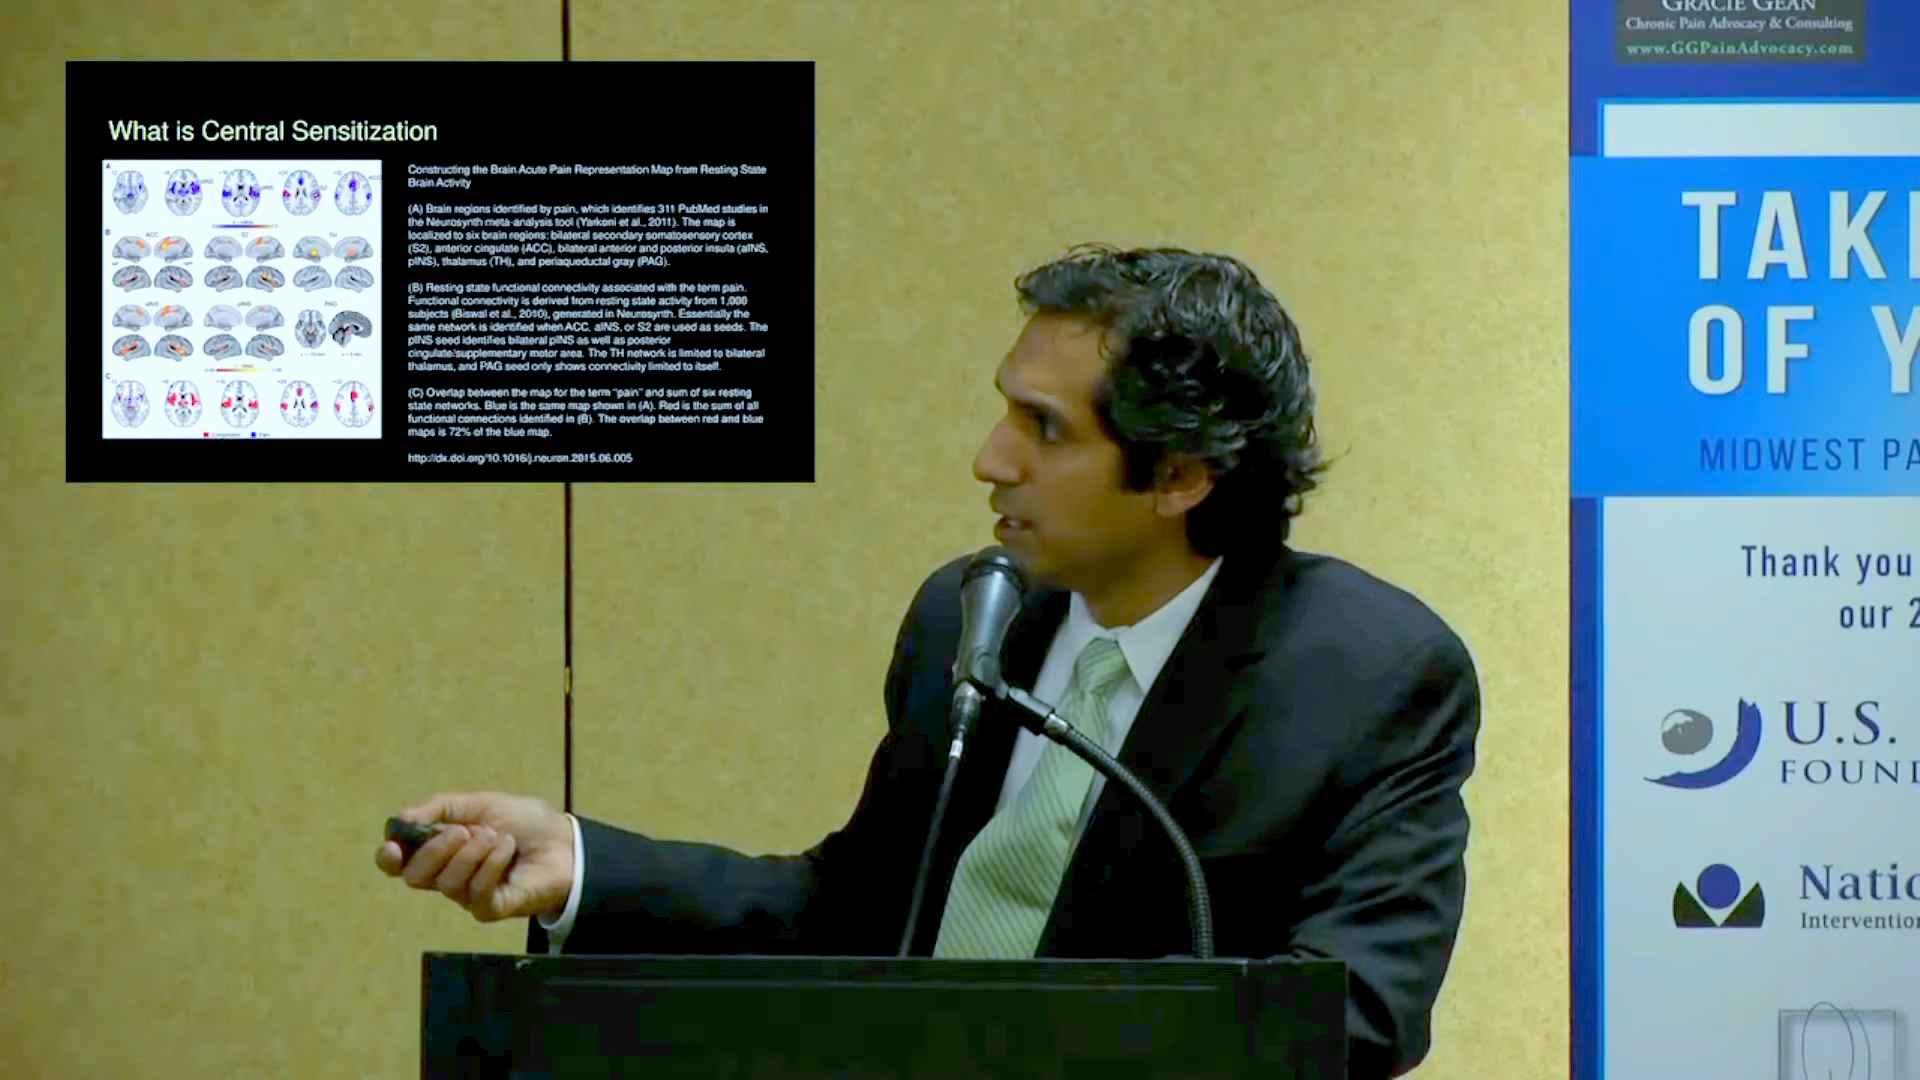 What is Central Sensitization
Constructing the Brain Acute Pain Representation Map from Resting State
Brain Activity
(A) Brain regions identified by pain, which identifies 311 PubMed studies in
the Neurosynth meta-analysis tool (Yarkoni et al., 2011). The map is
localized to six brain regions: bilateral secondary somatosensory cortex
(S2), anterior cingulate (ACC), bilateral anterior and posterior insula (aINS,
pINS), thalamus (TH), and periaqueductal gray (PAG).
(B) Resting state functional connectivity associated with the term pain.
Functional connectivity is derived from resting state activity from 1,000
subjects (Biswal et al., 2010), generated in Neurosynth. Essentially the
same network is identified when ACC, aINS, or S2 are used as seeds. The
pINS seed identifies bilateral pINS as well as posterior
cingulate/supplementary motor area. The TH network is limited to bilateral
thalamus, and PAG seed only shows connectivity limited to itself.
(C) Overlap between the map for the term "pain" and sum of six resting
state networks. Blue is the same map shown in (A). Red is the sum of all
functional connections identified in (B). The overlap between red and blue
maps is 72% of the blue map.
http://dx.doi.org/10.1016/j.neuron.2015.06.005
A
B
ACC
S2
TH
aINS
pINS
PAG
C
Pain
GRACIE GEAN
Chronic Pain Advocacy & Consulting
www.GGPainAdvocacy.com
TAK
OF Y
MIDWEST PA
Thank you
our 2
U.S.
FOUND
Natio
Interventio